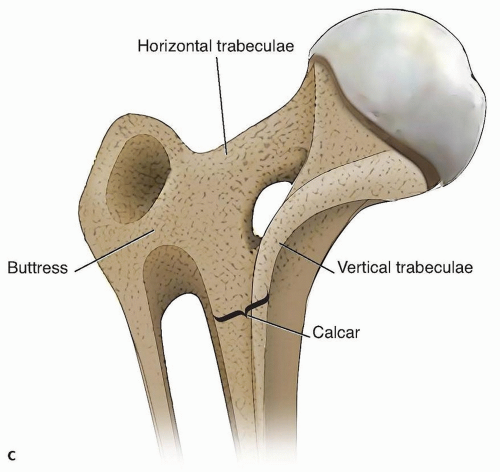 Horizontal trabeculae
Buttress
Vertical trabeculae
Calcar
C